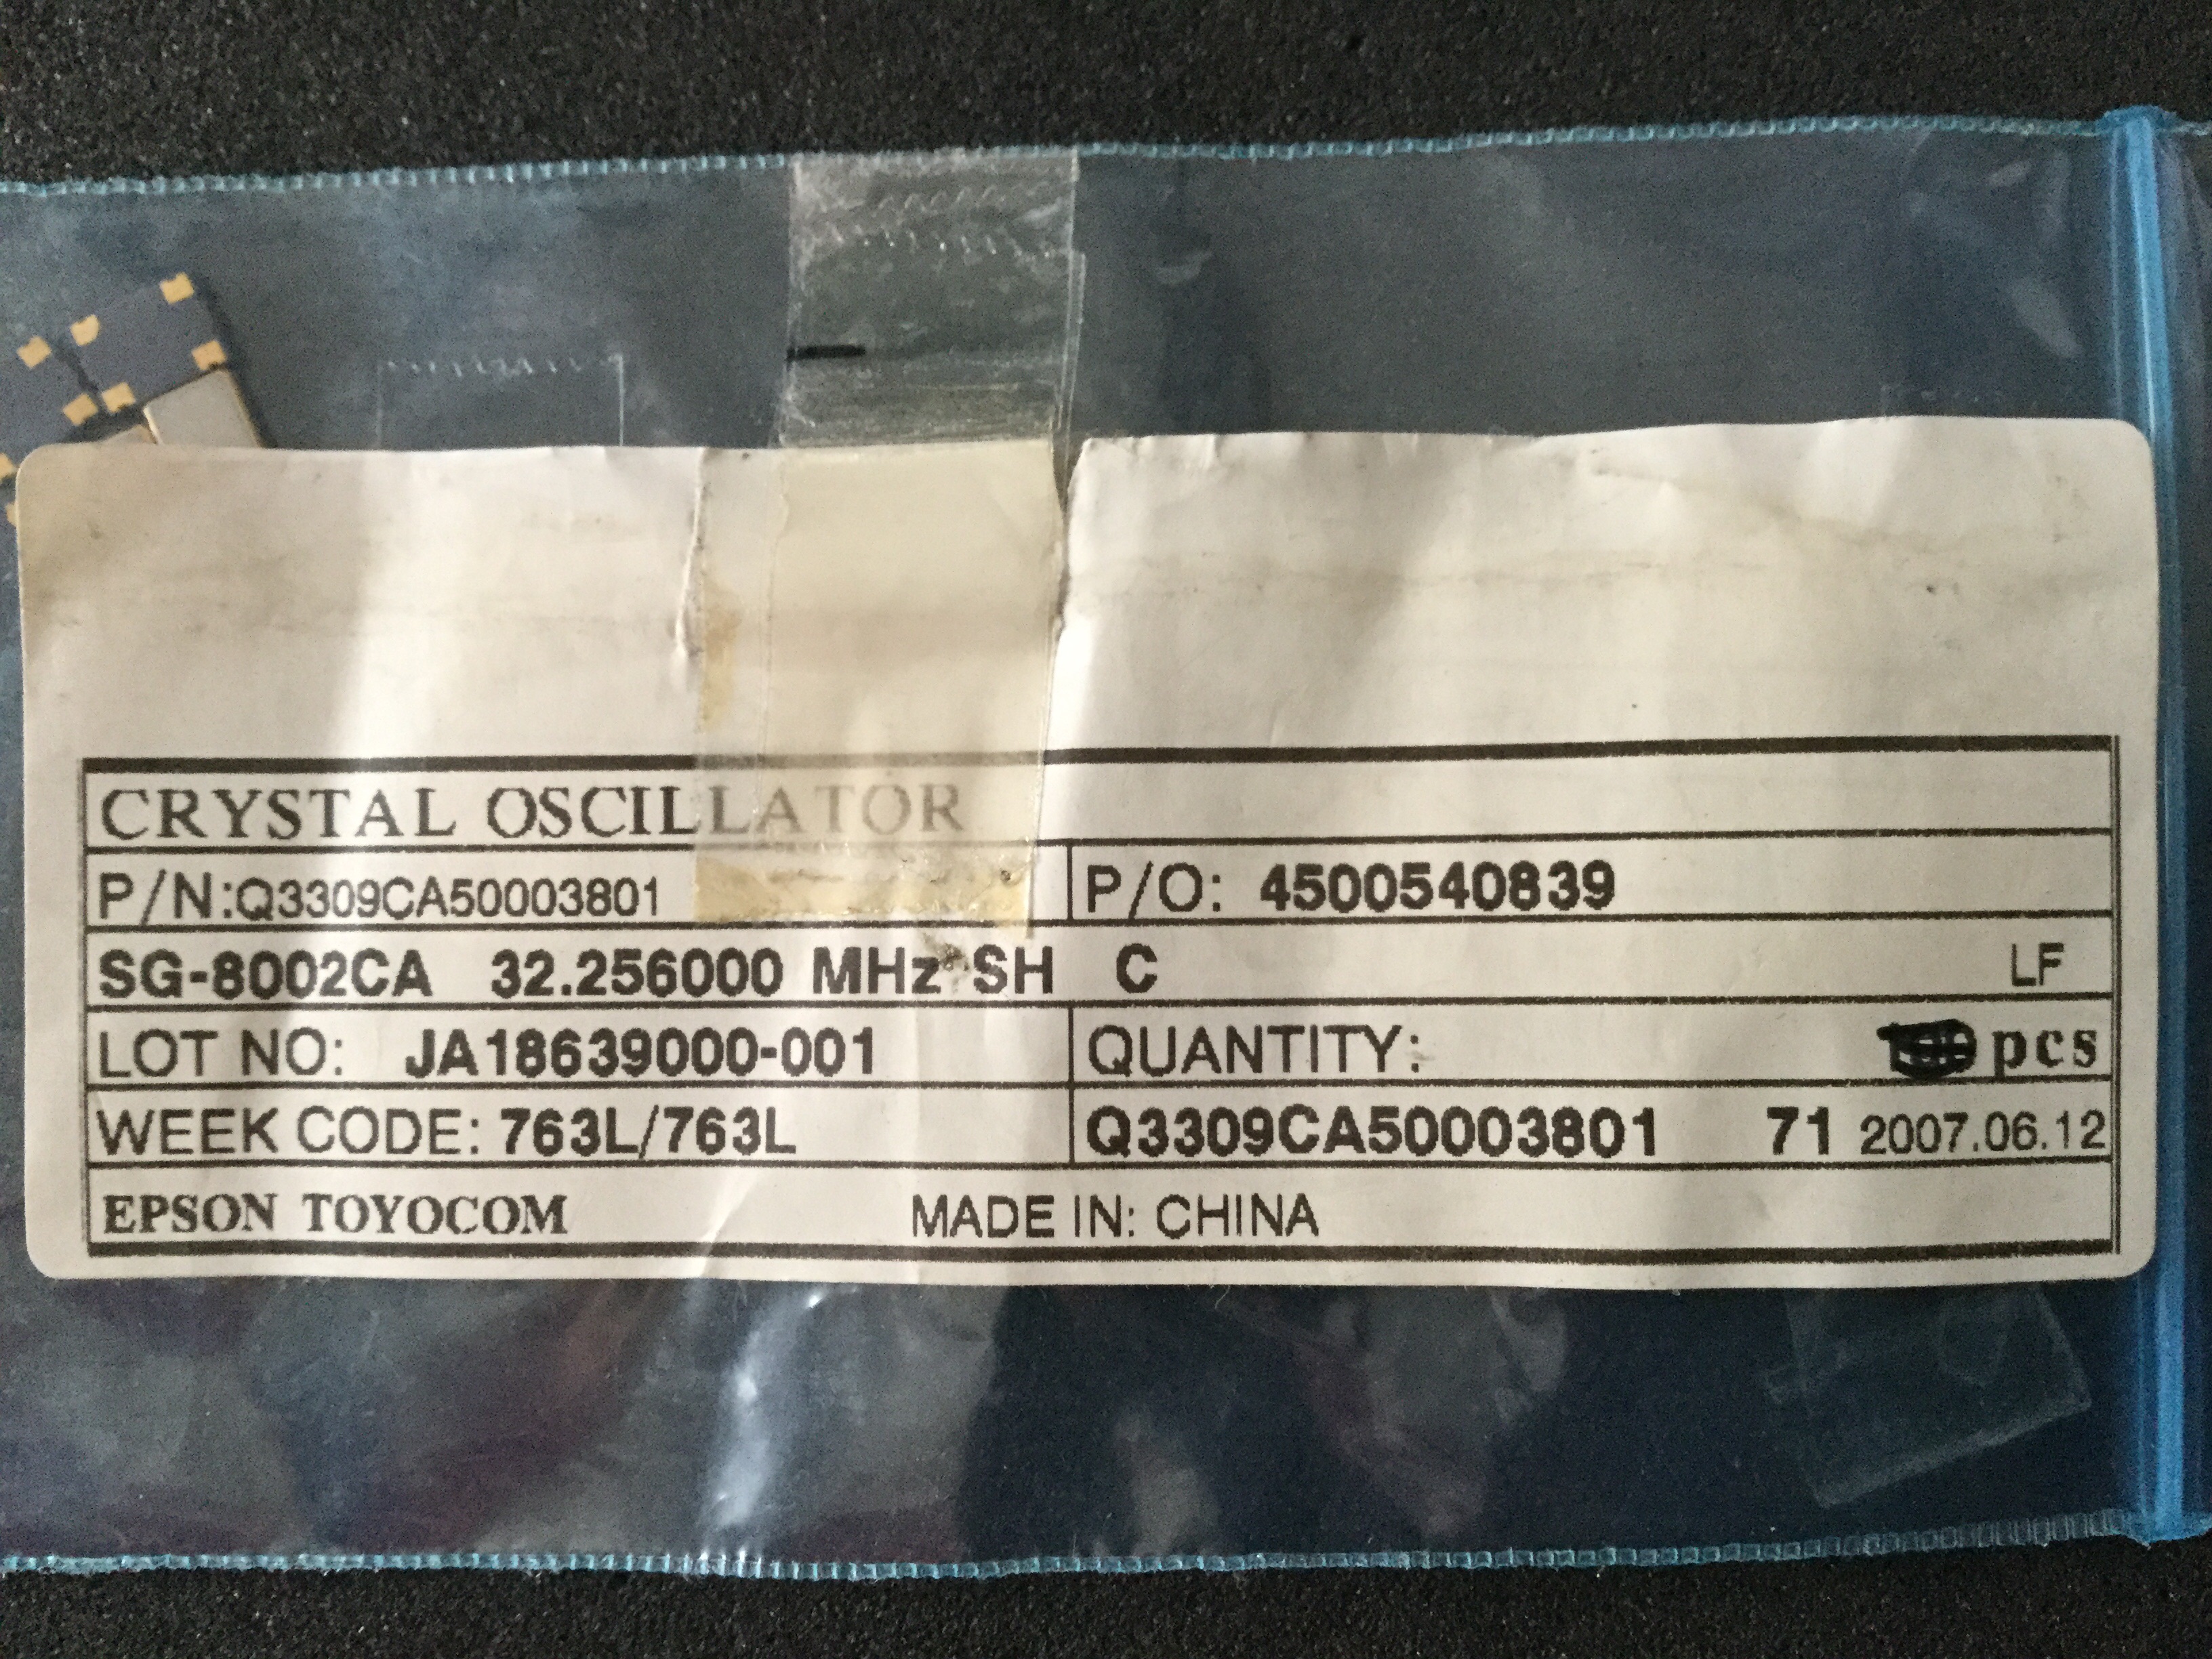 CRYSTAL OSCILLATOR
P/N:Q3309CA50003801 P/O: 4500540839
SG-8002CA 32.256000 MHz SH C LF
LOT NO: JA18639000-001 QUANTITY: pcs
WEEK CODE: 763L/763L Q3309CA50003801 71 2007.06.12
EPSON TOYOCOM MADE IN: CHINA